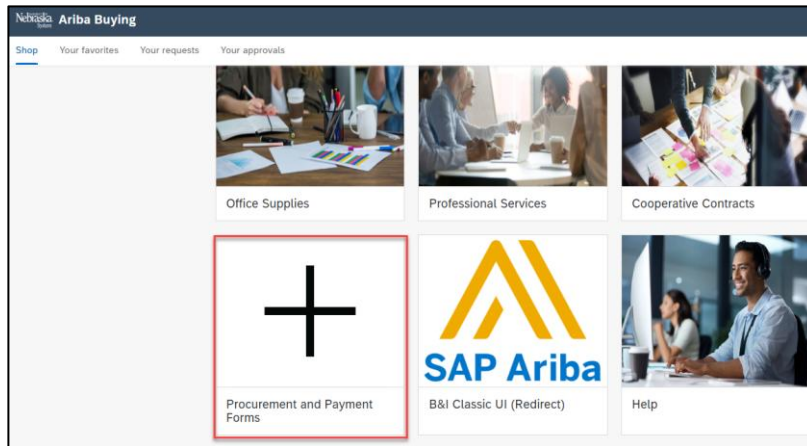 Nebraska
System
Ariba Buying
Shop Your favorites Your requests Your approvals
Office Supplies Professional Services Cooperative Contracts
SAP Ariba
Procurement and Payment
Forms
B&I Classic UI (Redirect)
Help